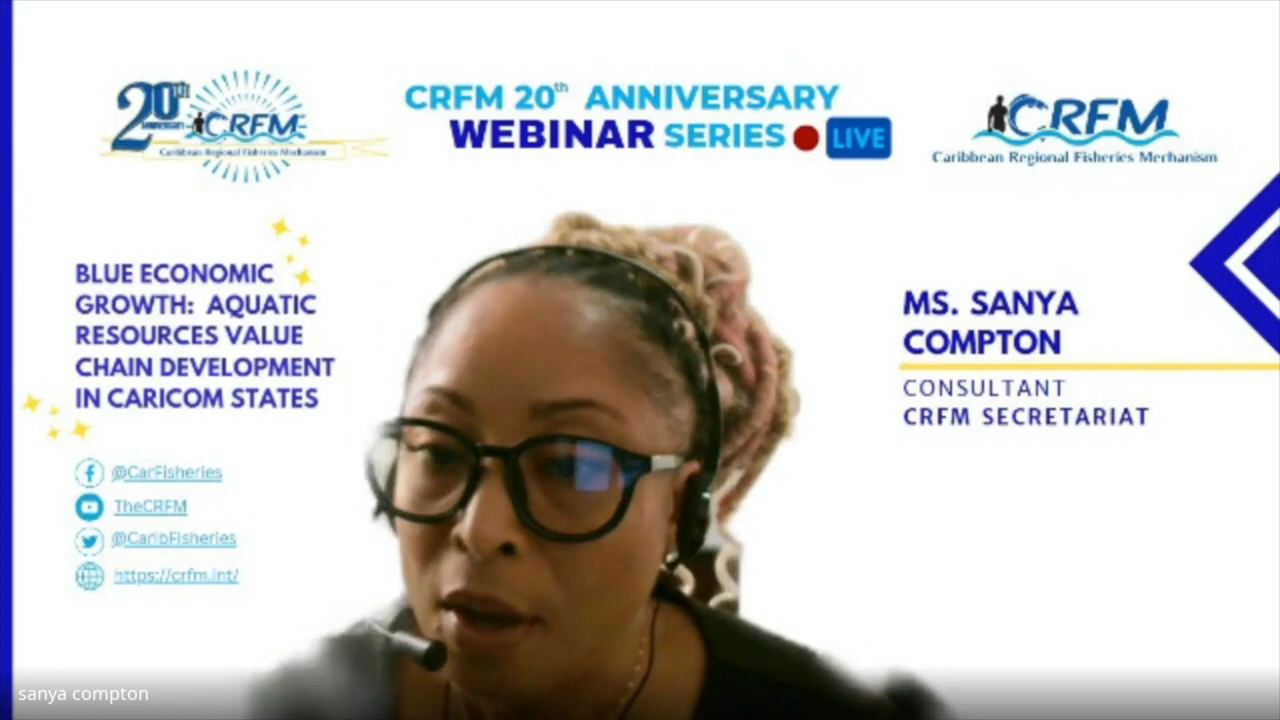 20th
ANNIVERSARY
CRFM
Caribbean Regional Fisheries Mechanism
CRFM 20th ANNIVERSARY
WEBINAR SERIES LIVE
CRFM
Caribbean Regional Fisheries Mechanism
BLUE ECONOMIC
GROWTH: AQUATIC
RESOURCES VALUE
CHAIN DEVELOPMENT
IN CARICOM STATES
@CarFisheries
TheCRFM
@CaribFisheries
https://crfm.int/
MS. SANYA
COMPTON
CONSULTANT
CRFM SECRETARIAT
sanya compton